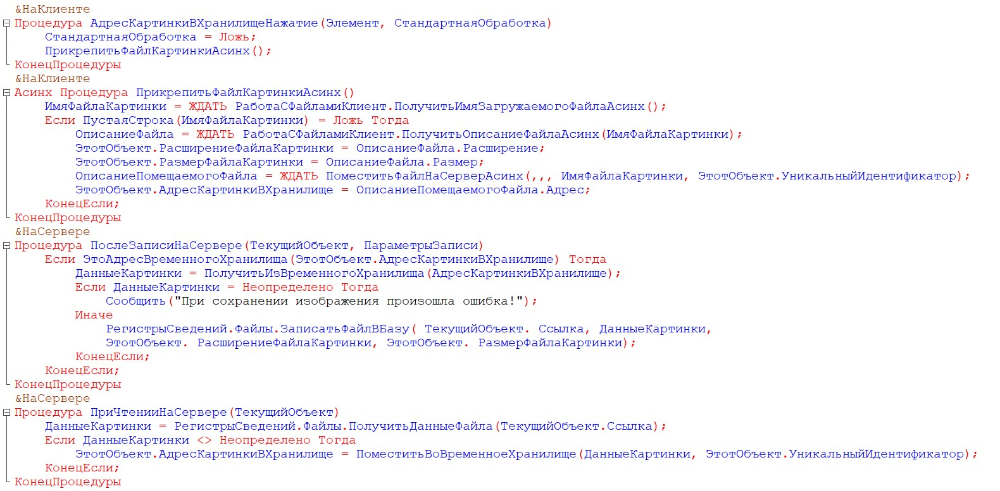 &НаКлиенте
Процедура АдресКартинкиВХранилищеНажатие(Элемент, СтандартнаяОбработка)
СтандартнаяОбработка = Ложь;
ПрикрепитьФайлКартинкиАсинх();
КонецПроцедуры
&НаКлиенте
Асинх Процедура ПрикрепитьФайлКартинкиАсинх()
ИмяФайлаКартинки = ЖДАТЬ РаботаСФайламиКлиент.ПолучитьИмяЗагружаемогоФайлаАсинх();
Если ПустаяСтрока(ИмяФайлаКартинки) = Ложь Тогда
ОписаниеФайла = ЖДАТЬ РаботаСФайламиКлиент.ПолучитьОписаниеФайлаАсинх(ИмяФайлаКартинки);
ЭтотОбъект.РасширениеФайлаКартинки = ОписаниеФайла.Расширение;
ЭтотОбъект.РазмерФайлаКартинки = ОписаниеФайла.Размер;
ОписаниеПомещаемогоФайла = ЖДАТЬ ПоместитьФайлНаСерверАсинх(,,, ИмяФайлаКартинки, ЭтотОбъект.УникальныйИдентификатор);
ЭтотОбъект.АдресКартинкиВХранилище = ОписаниеПомещаемогоФайла.Адрес;
КонецЕсли;
КонецПроцедуры
&НаСервере
Процедура ПослеЗаписиНаСервере(ТекущийОбъект, ПараметрыЗаписи)
Если ЭтоАдресВременногоХранилища(ЭтотОбъект.АдресКартинкиВХранилище) Тогда
ДанныеКартинки = ПолучитьИзВременногоХранилища(АдресКартинкиВХранилище);
Если ДанныеКартинки = Неопределено Тогда
Сообщить("При сохранении изображения произошла ошибка!");
Иначе
РегистрыСведений.Файлы.ЗаписатьФайлВБазу( ТекущийОбъект. Ссылка, ДанныеКартинки,
ЭтотОбъект. РасширениеФайлаКартинки, ЭтотОбъект. РазмерФайлаКартинки);
КонецЕсли;
КонецЕсли;
КонецПроцедуры
&НаСервере
Процедура ПриЧтенииНаСервере(ТекущийОбъект)
ДанныеКартинки = РегистрыСведений.Файлы.ПолучитьДанныеФайла(ТекущийОбъект.Ссылка);
Если ДанныеКартинки <> Неопределено Тогда
ЭтотОбъект.АдресКартинкиВХранилище = ПоместитьВоВременноеХранилище(ДанныеКартинки, ЭтотОбъект.УникальныйИдентификатор);
КонецЕсли;
КонецПроцедуры